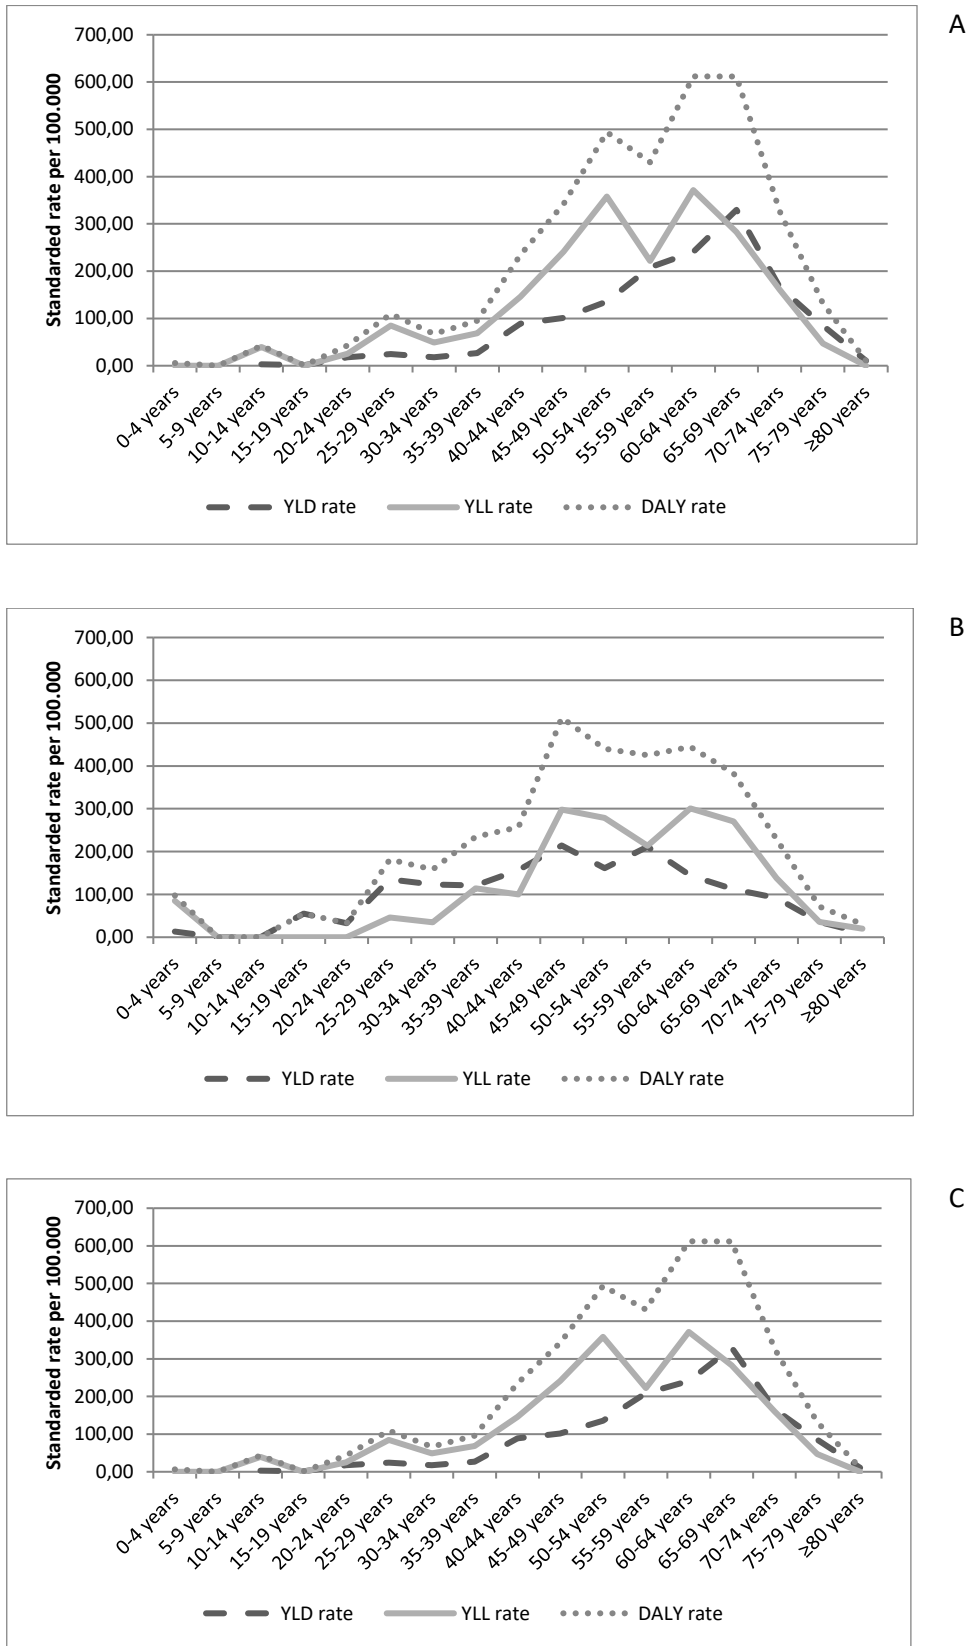 A
700,00
600,00
500,00
400,00
300,00
200,00
100,00
0,00
Standarded rate per 100.000
0-4 years
5-9 years
10-14 years
15-19 years
20-24 years
25-29 years
30-34 years
35-39 years
40-44 years
45-49 years
50-54 years
55-59 years
60-64 years
65-69 years
70-74 years
75-79 years
≥80 years
YLD rate YLL rate DALY rate
B
700,00
600,00
500,00
400,00
300,00
200,00
100,00
0,00
Standarded rate per 100.000
0-4 years
5-9 years
10-14 years
15-19 years
20-24 years
25-29 years
30-34 years
35-39 years
40-44 years
45-49 years
50-54 years
55-59 years
60-64 years
65-69 years
70-74 years
75-79 years
≥80 years
YLD rate YLL rate DALY rate
C
700,00
600,00
500,00
400,00
300,00
200,00
100,00
0,00
Standarded rate per 100.000
0-4 years
5-9 years
10-14 years
15-19 years
20-24 years
25-29 years
30-34 years
35-39 years
40-44 years
45-49 years
50-54 years
55-59 years
60-64 years
65-69 years
70-74 years
75-79 years
≥80 years
YLD rate YLL rate DALY rate